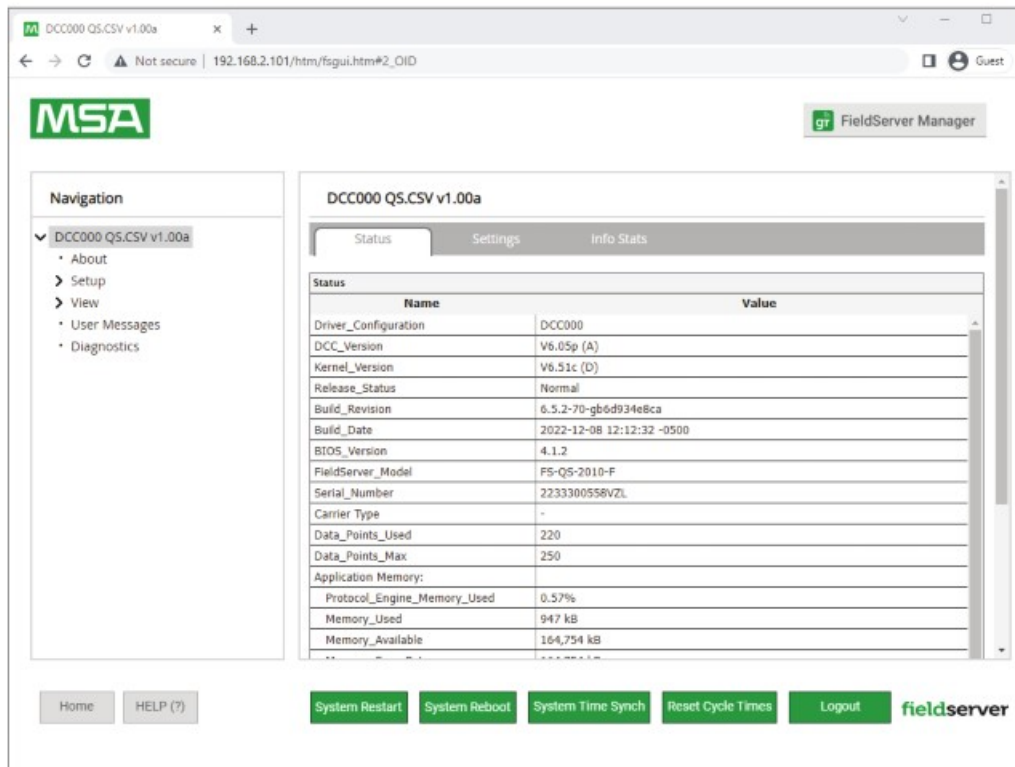 DCC000 QS.CSV v1.00a
Not secure | 192.168.2.101/htm/fsgui.htm#2_OID
Guest
MSA
FieldServer Manager
Navigation
DCC000 QS.CSV v1.00a
About
Setup
View
User Messages
Diagnostics
DCC000 QS.CSV v1.00a
Status Settings Info Stats
Status
Name Value
Driver_Configuration DCC000
DCC_Version V6.05p (A)
Kernel_Version V6.51c (D)
Release_Status Normal
Build_Revision 6.5.2-70-gb6d934e8ca
Build_Date 2022-12-08 12:12:32 -0500
BIOS_Version 4.1.2
FieldServer_Model FS-QS-2010-F
Serial_Number 2233300558VZL
Carrier Type -
Data_Points_Used 220
Data_Points_Max 250
Application Memory:
Protocol_Engine_Memory_Used 0.57%
Memory_Used 947 kB
Memory_Available 164,754 kB
Home HELP (?) System Restart System Reboot System Time Synch Reset Cycle Times Logout fieldserver